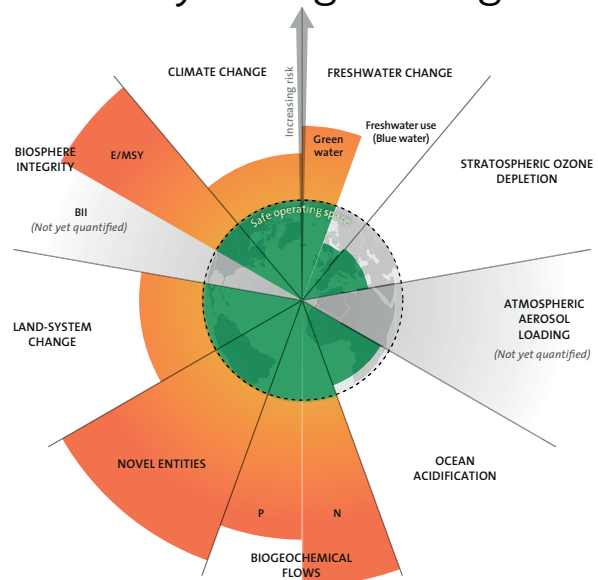 CLIMATE CHANGE
FRESHWATER CHANGE
Increasing risk
Green
water
Freshwater use
(Blue water)
STRATOSPHERIC OZONE
DEPLETION
BIOSPHERE
INTEGRITY
E/MSY
BII
(Not yet quantified)
Safe operating space
ATMOSPHERIC
AEROSOL
LOADING
(Not yet quantified)
LAND-SYSTEM
CHANGE
OCEAN
ACIDIFICATION
NOVEL ENTITIES
P
N
BIOGEOCHEMICAL
FLOWS